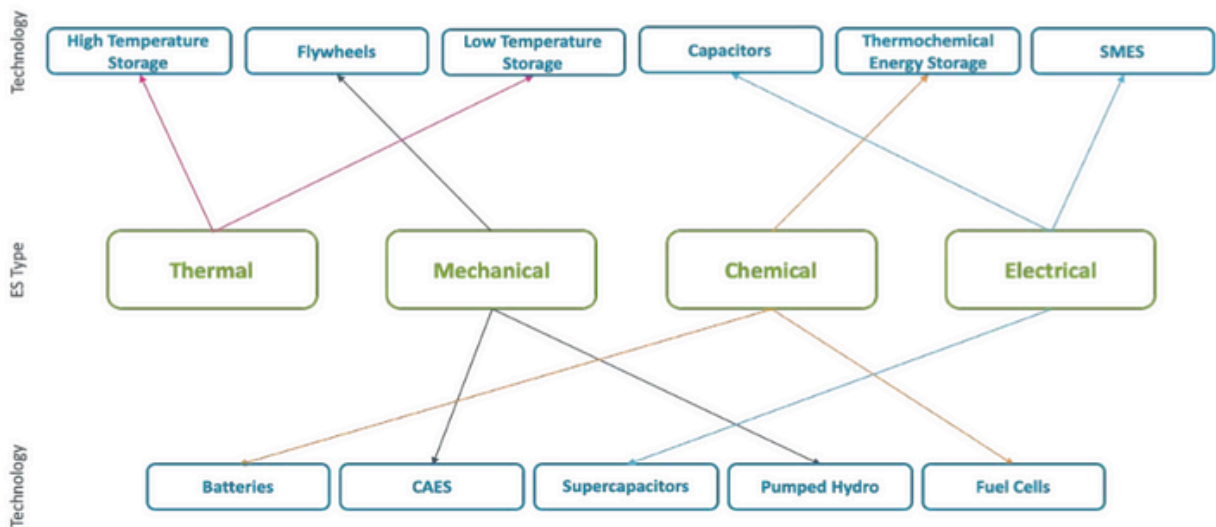 Technology
High Temperature
Storage
Flywheels
Low Temperature
Storage
Capacitors
Thermochemical
Energy Storage
SMES
ES Type
Thermal
Mechanical
Chemical
Electrical
Technology
Batteries
CAES
Supercapacitors
Pumped Hydro
Fuel Cells